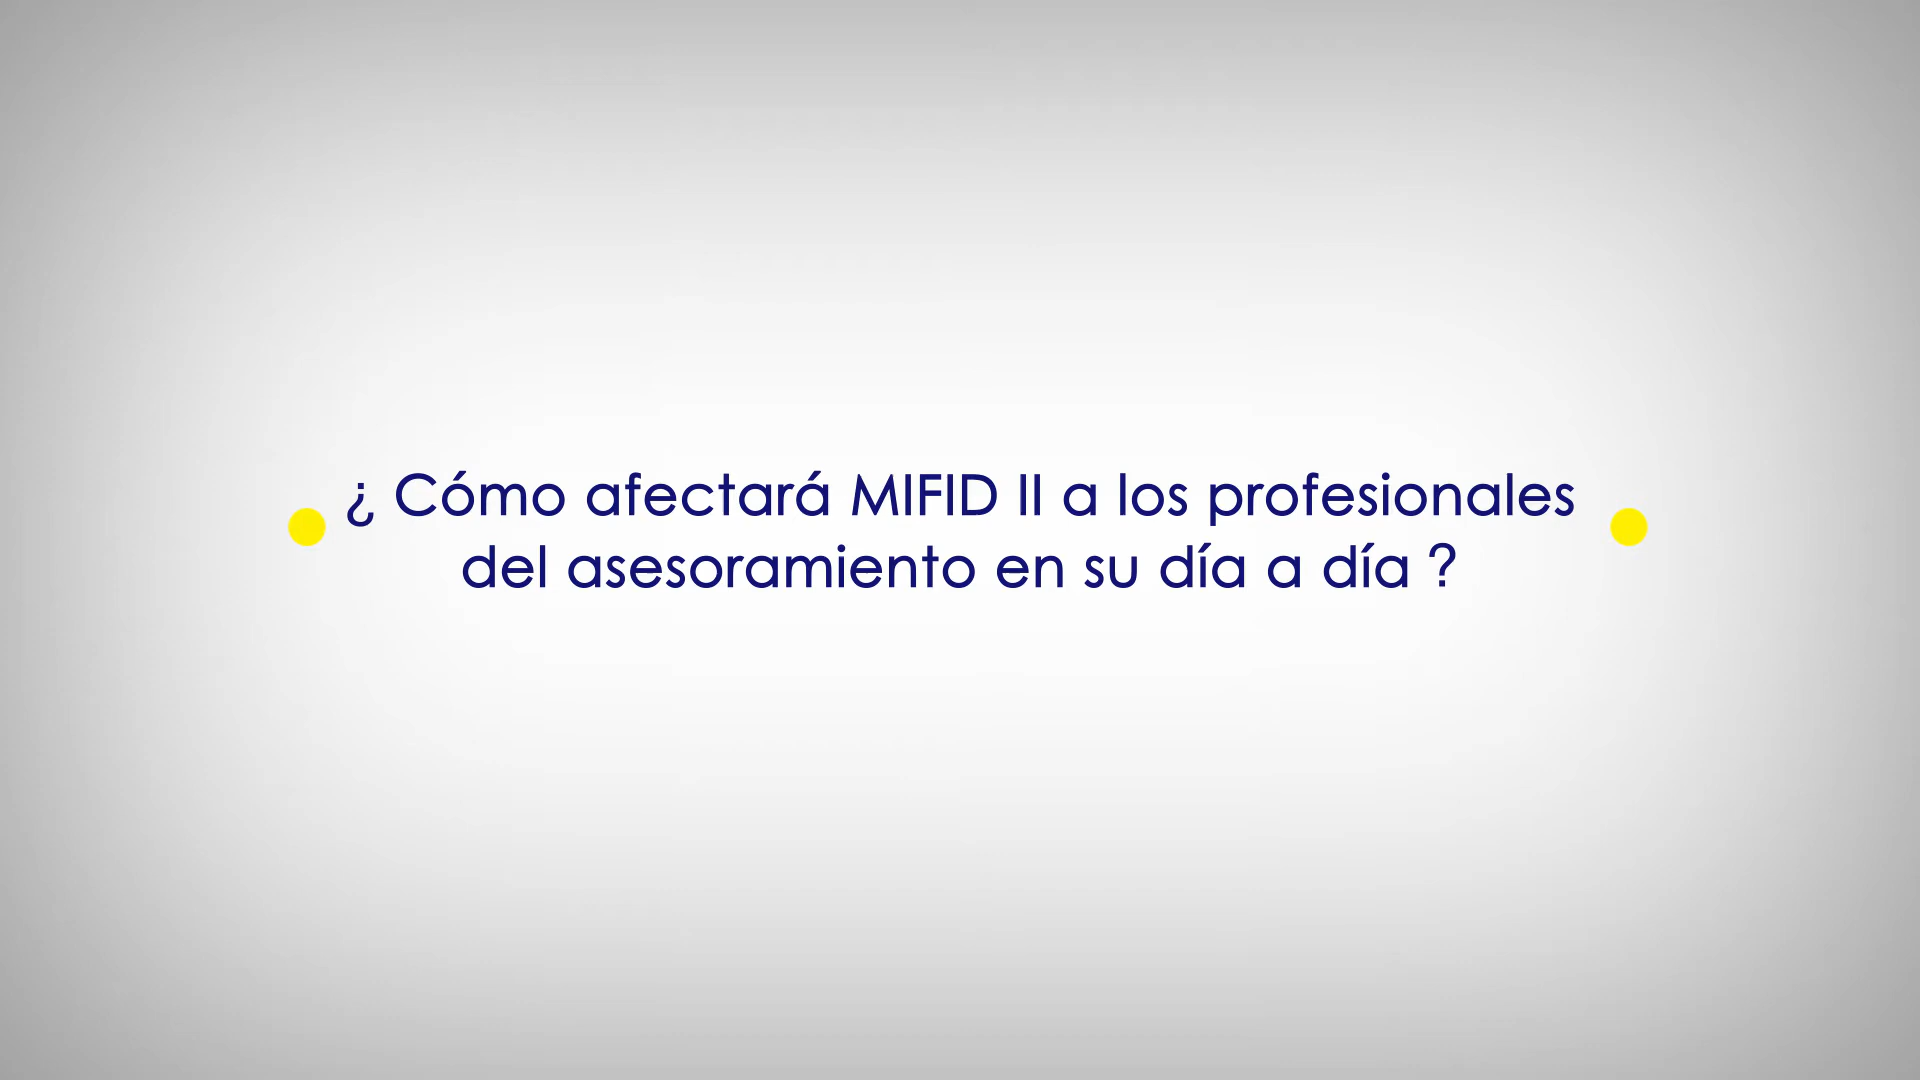 ¿ Cómo afectará MIFID II a los profesionales
del asesoramiento en su día a día ?